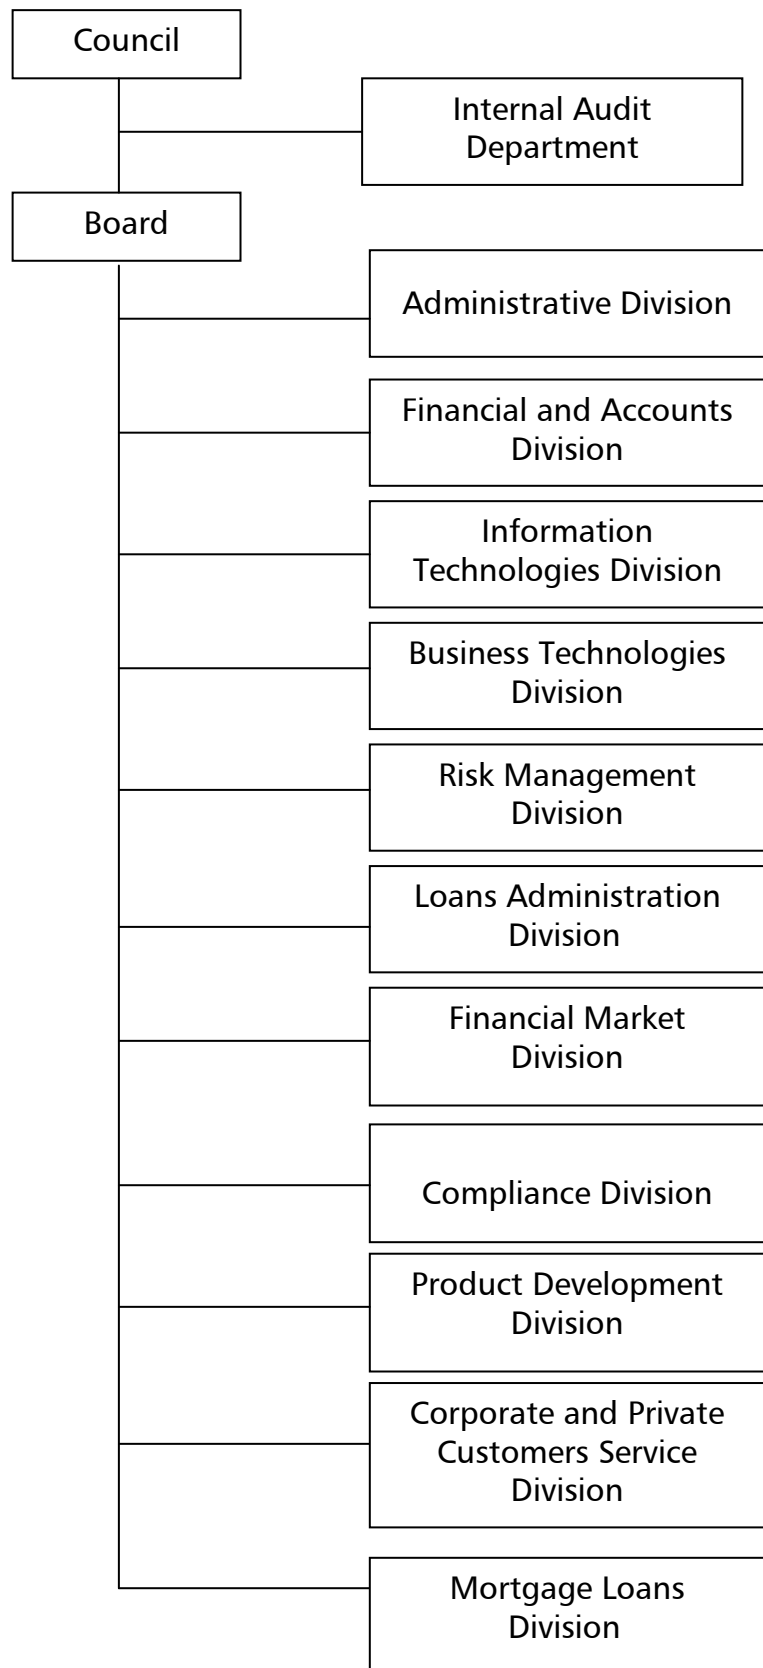 Council
Internal Audit
Department
Board
Administrative Division
Financial and Accounts
Division
Information
Technologies Division
Business Technologies
Division
Risk Management
Division
Loans Administration
Division
Financial Market
Division
Compliance Division
Product Development
Division
Corporate and Private
Customers Service
Division
Mortgage Loans
Division